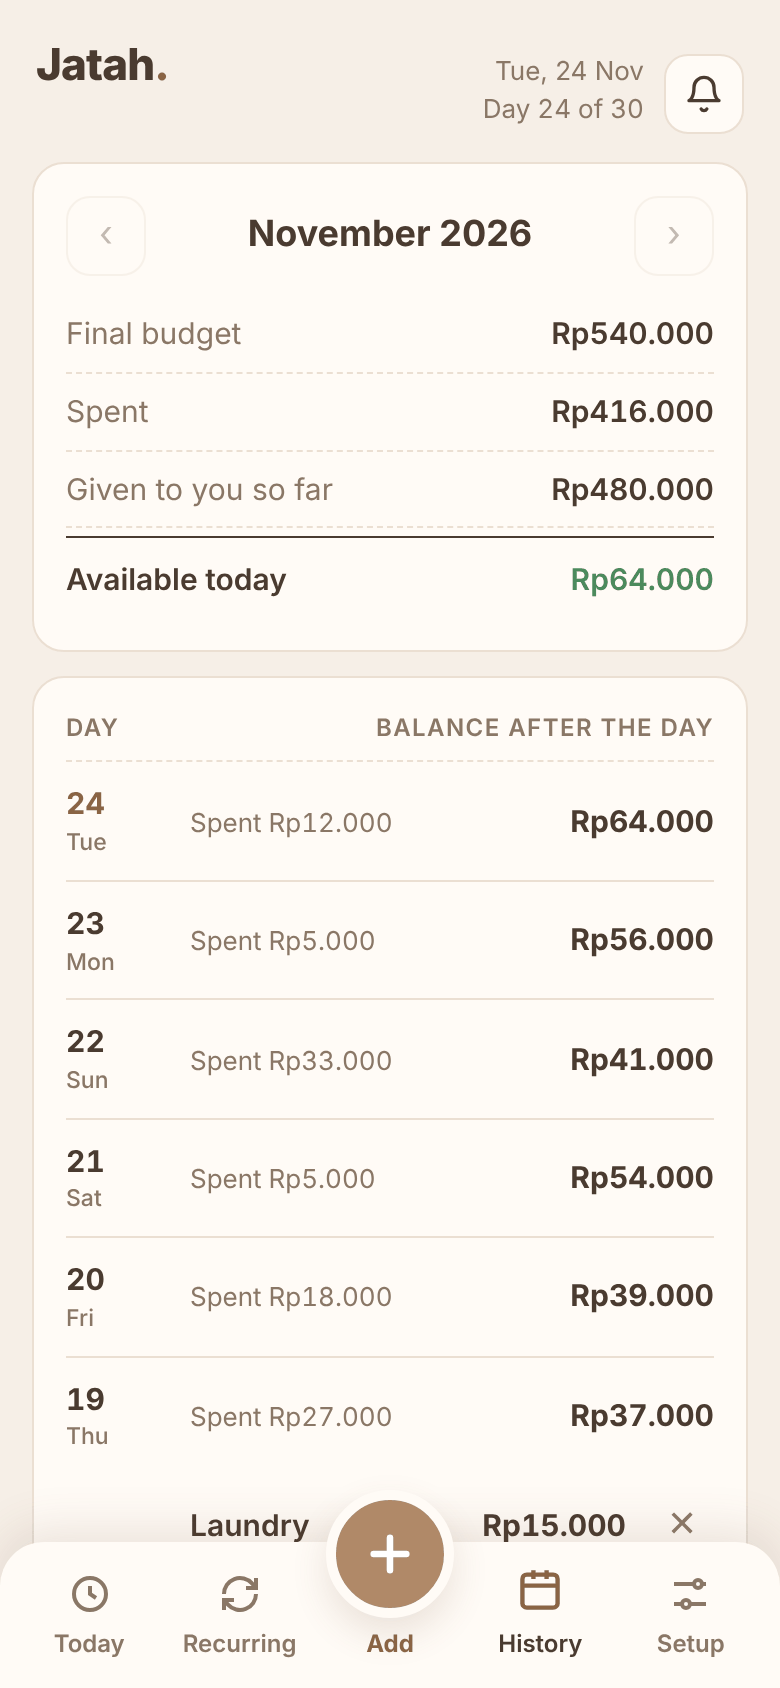 Jatah.
Tue, 24 Nov
Day 24 of 30
‹ November 2026 ›
Final budget Rp540.000
Spent Rp416.000
Given to you so far Rp480.000
Available today Rp64.000
DAY BALANCE AFTER THE DAY
24 Tue Spent Rp12.000 Rp64.000
23 Mon Spent Rp5.000 Rp56.000
22 Sun Spent Rp33.000 Rp41.000
21 Sat Spent Rp5.000 Rp54.000
20 Fri Spent Rp18.000 Rp39.000
19 Thu Spent Rp27.000 Rp37.000
Laundry Rp15.000 ✕
Today Recurring Add History Setup